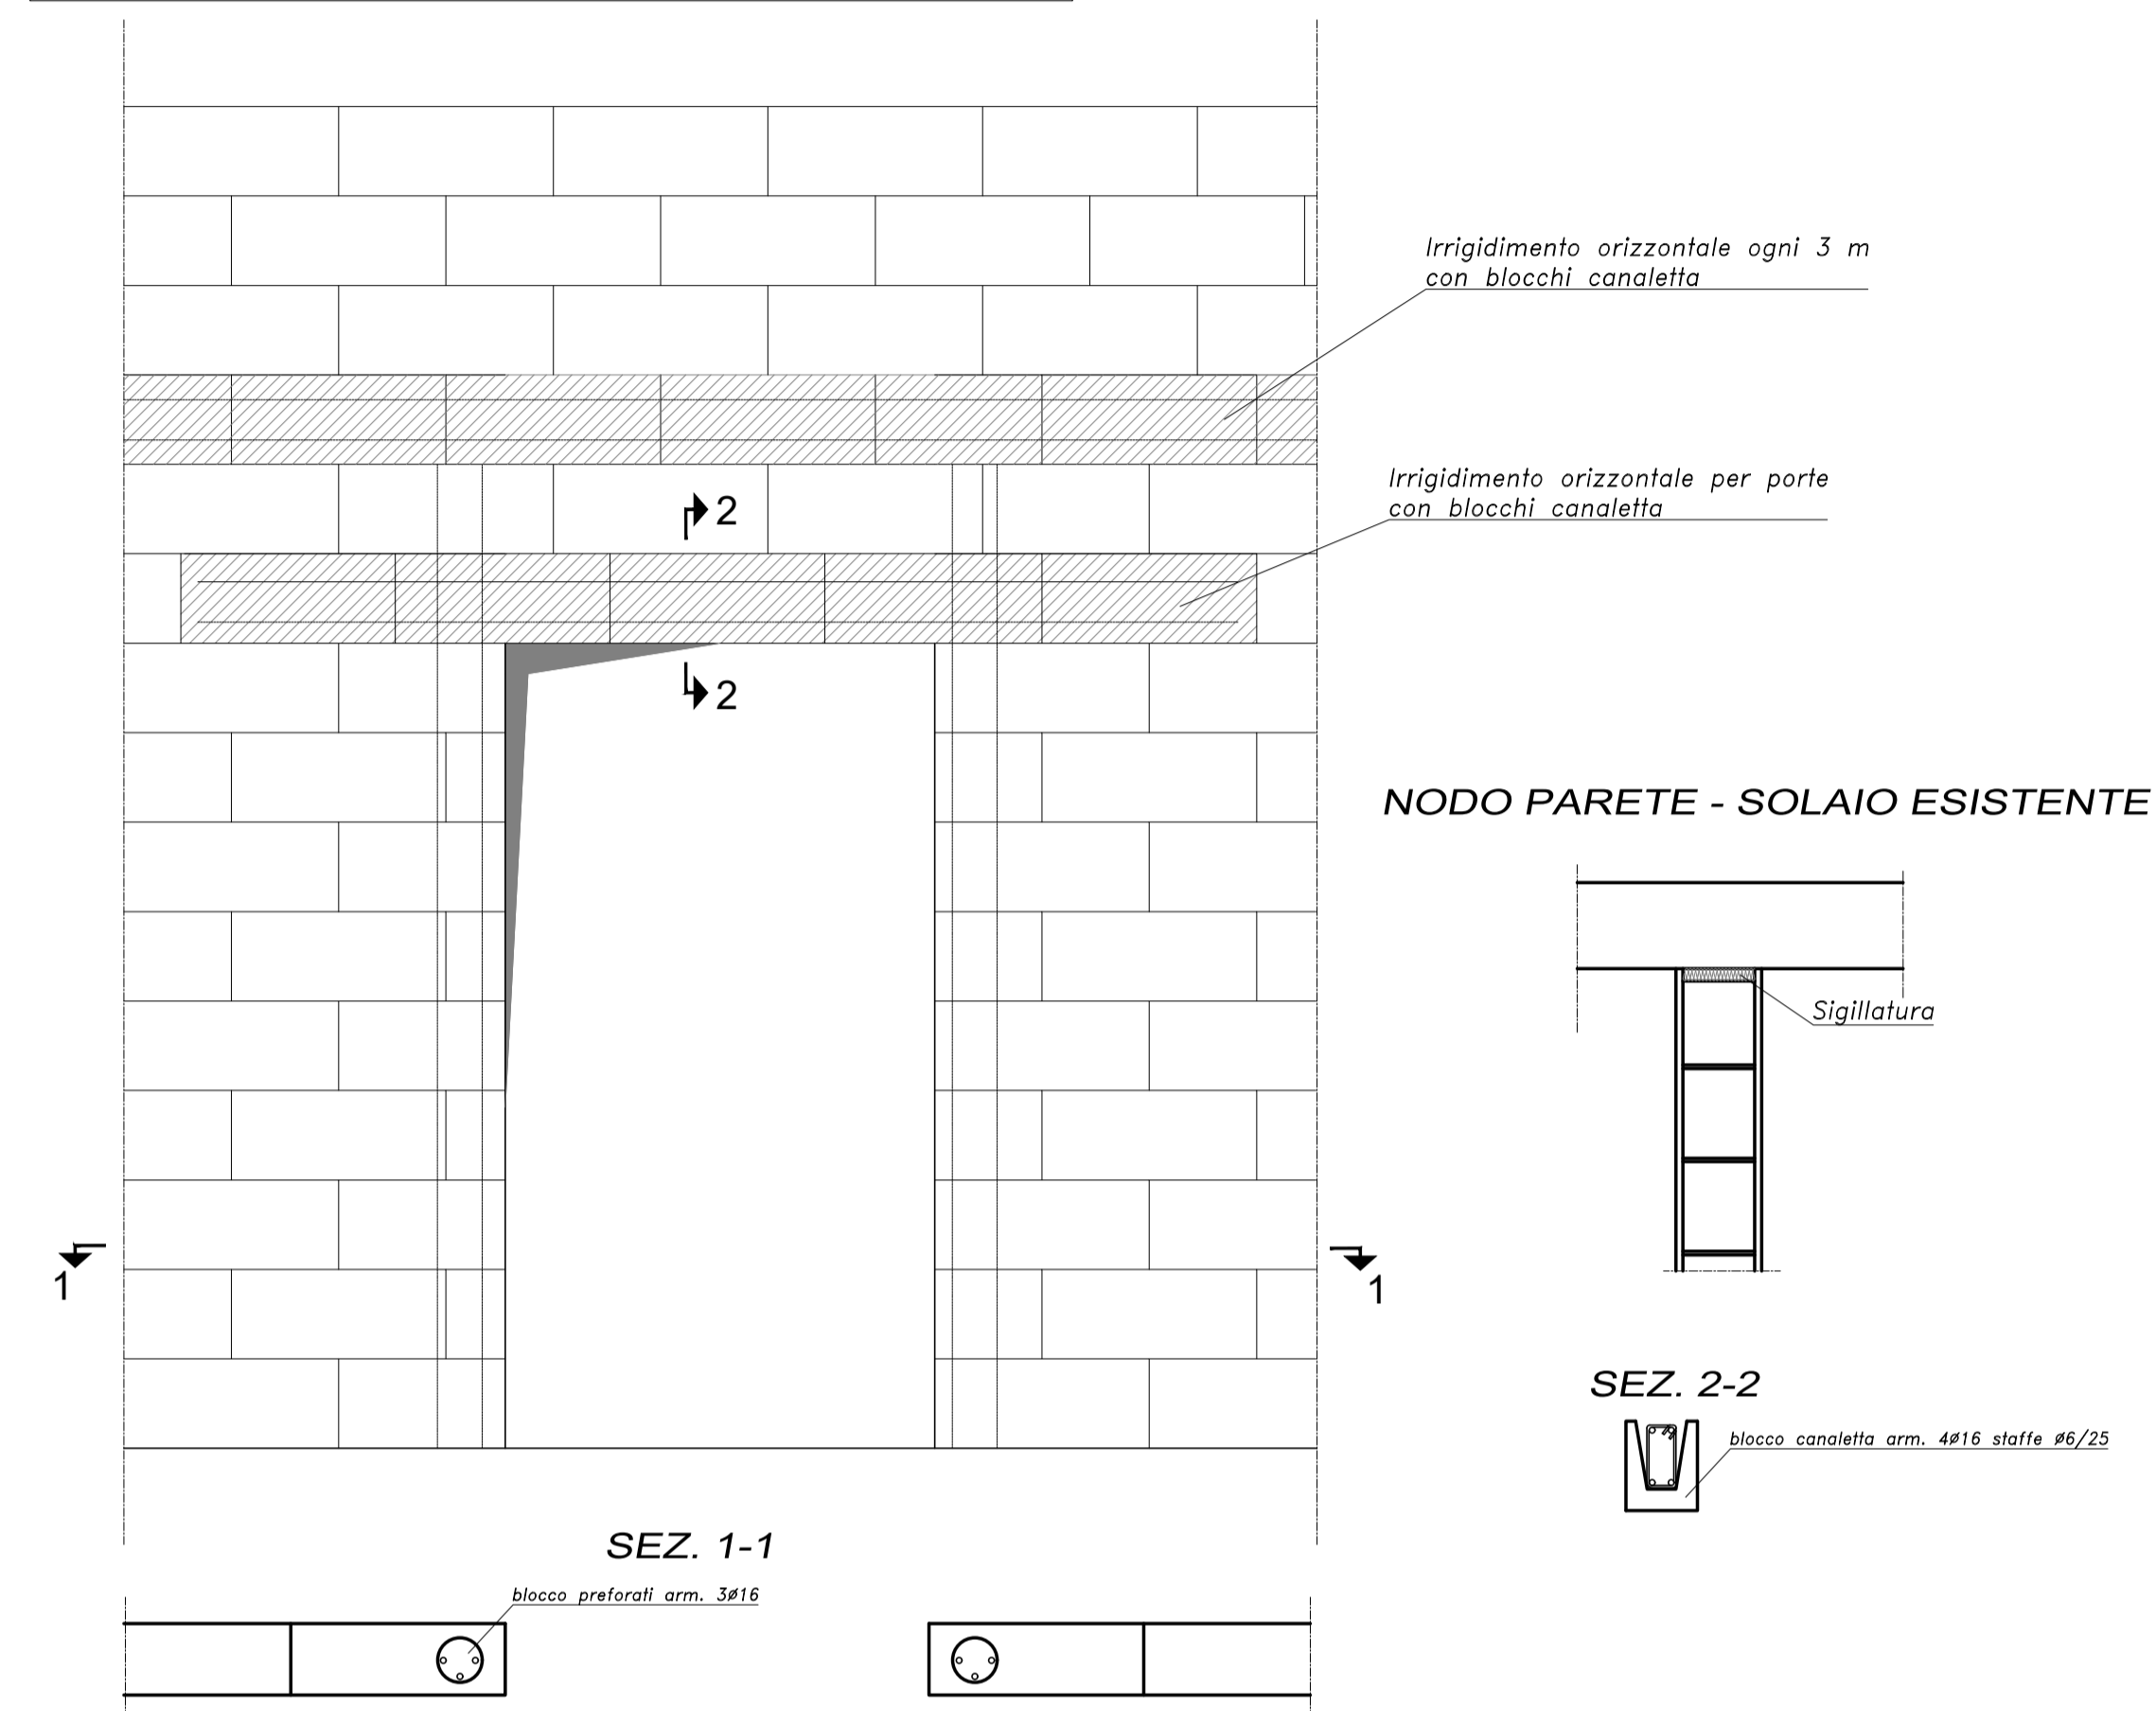 Irrigidimento orizzontale ogni 3 m
con blocchi canaletta
Irrigidimento orizzontale per porte
con blocchi canaletta
2
2
NODO PARETE - SOLAIO ESISTENTE
Sigillatura
1
1
SEZ. 2-2
blocco canaletta arm. 4ø16 staffe ø6/25
SEZ. 1-1
blocco preforati arm. 3ø16